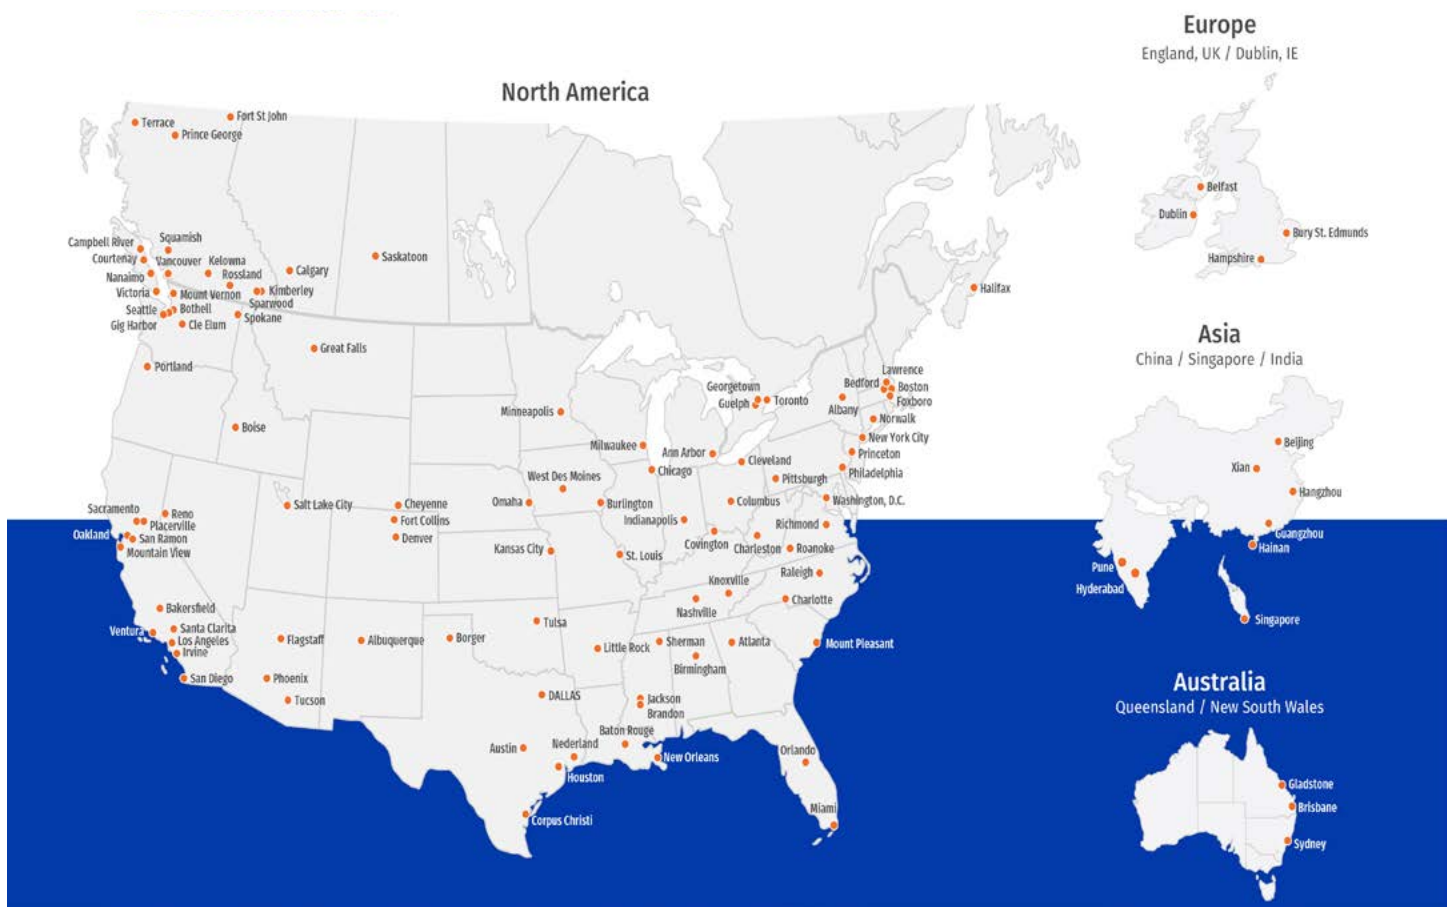 Europe
England, UK / Dublin, IE
North America
Fort St John
Terrace
Prince George
Belfast
Dublin
Bury St. Edmunds
Hampshire
Squamish
Campbell River
Courtenay
Vancouver
Kelowna
Saskatoon
Calgary
Nanaimo
Rossland
Victoria
Mount Vernon
Kimberley
Sparwood
Halifax
Seattle
Bothell
Spokane
Gig Harbor
Cle Elum
Asia
China / Singapore / India
Great Falls
Portland
Lawrence
Bedford
Boston
Georgetown
Guelph
Toronto
Foxboro
Albany
Minneapolis
Norwalk
Boise
New York City
Milwaukee
Ann Arbor
Princeton
Beijing
Cleveland
Chicago
Philadelphia
Xian
West Des Moines
Pittsburgh
Hangzhou
Salt Lake City
Cheyenne
Omaha
Burlington
Columbus
Washington, D.C.
Sacramento
Reno
Placerville
Fort Collins
Indianapolis
Richmond
Oakland
San Ramon
Denver
Covington
Charleston
Guangzhou
Hainan
Mountain View
Kansas City
St. Louis
Roanoke
Pune
Raleigh
Knoxville
Hyderabad
Bakersfield
Nashville
Charlotte
Tulsa
Singapore
Ventura
Santa Clarita
Los Angeles
Flagstaff
Albuquerque
Borger
Little Rock
Sherman
Atlanta
Mount Pleasant
Irvine
Birmingham
San Diego
Phoenix
Australia
Queensland / New South Wales
Tucson
DALLAS
Jackson
Brandon
Baton Rouge
Austin
Nederland
New Orleans
Orlando
Houston
Gladstone
Miami
Brisbane
Corpus Christi
Sydney